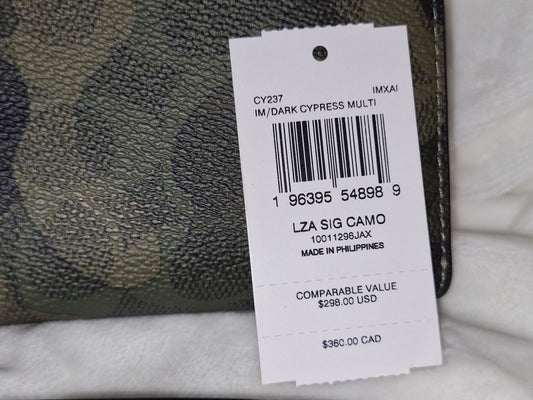 CY237 IMXAI
IM/DARK CYPRESS MULTI
1 96395 54898 9
LZA SIG CAMO
10011296JAX
MADE IN PHILIPPINES
COMPARABLE VALUE
$298.00 USD
$360.00 CAD